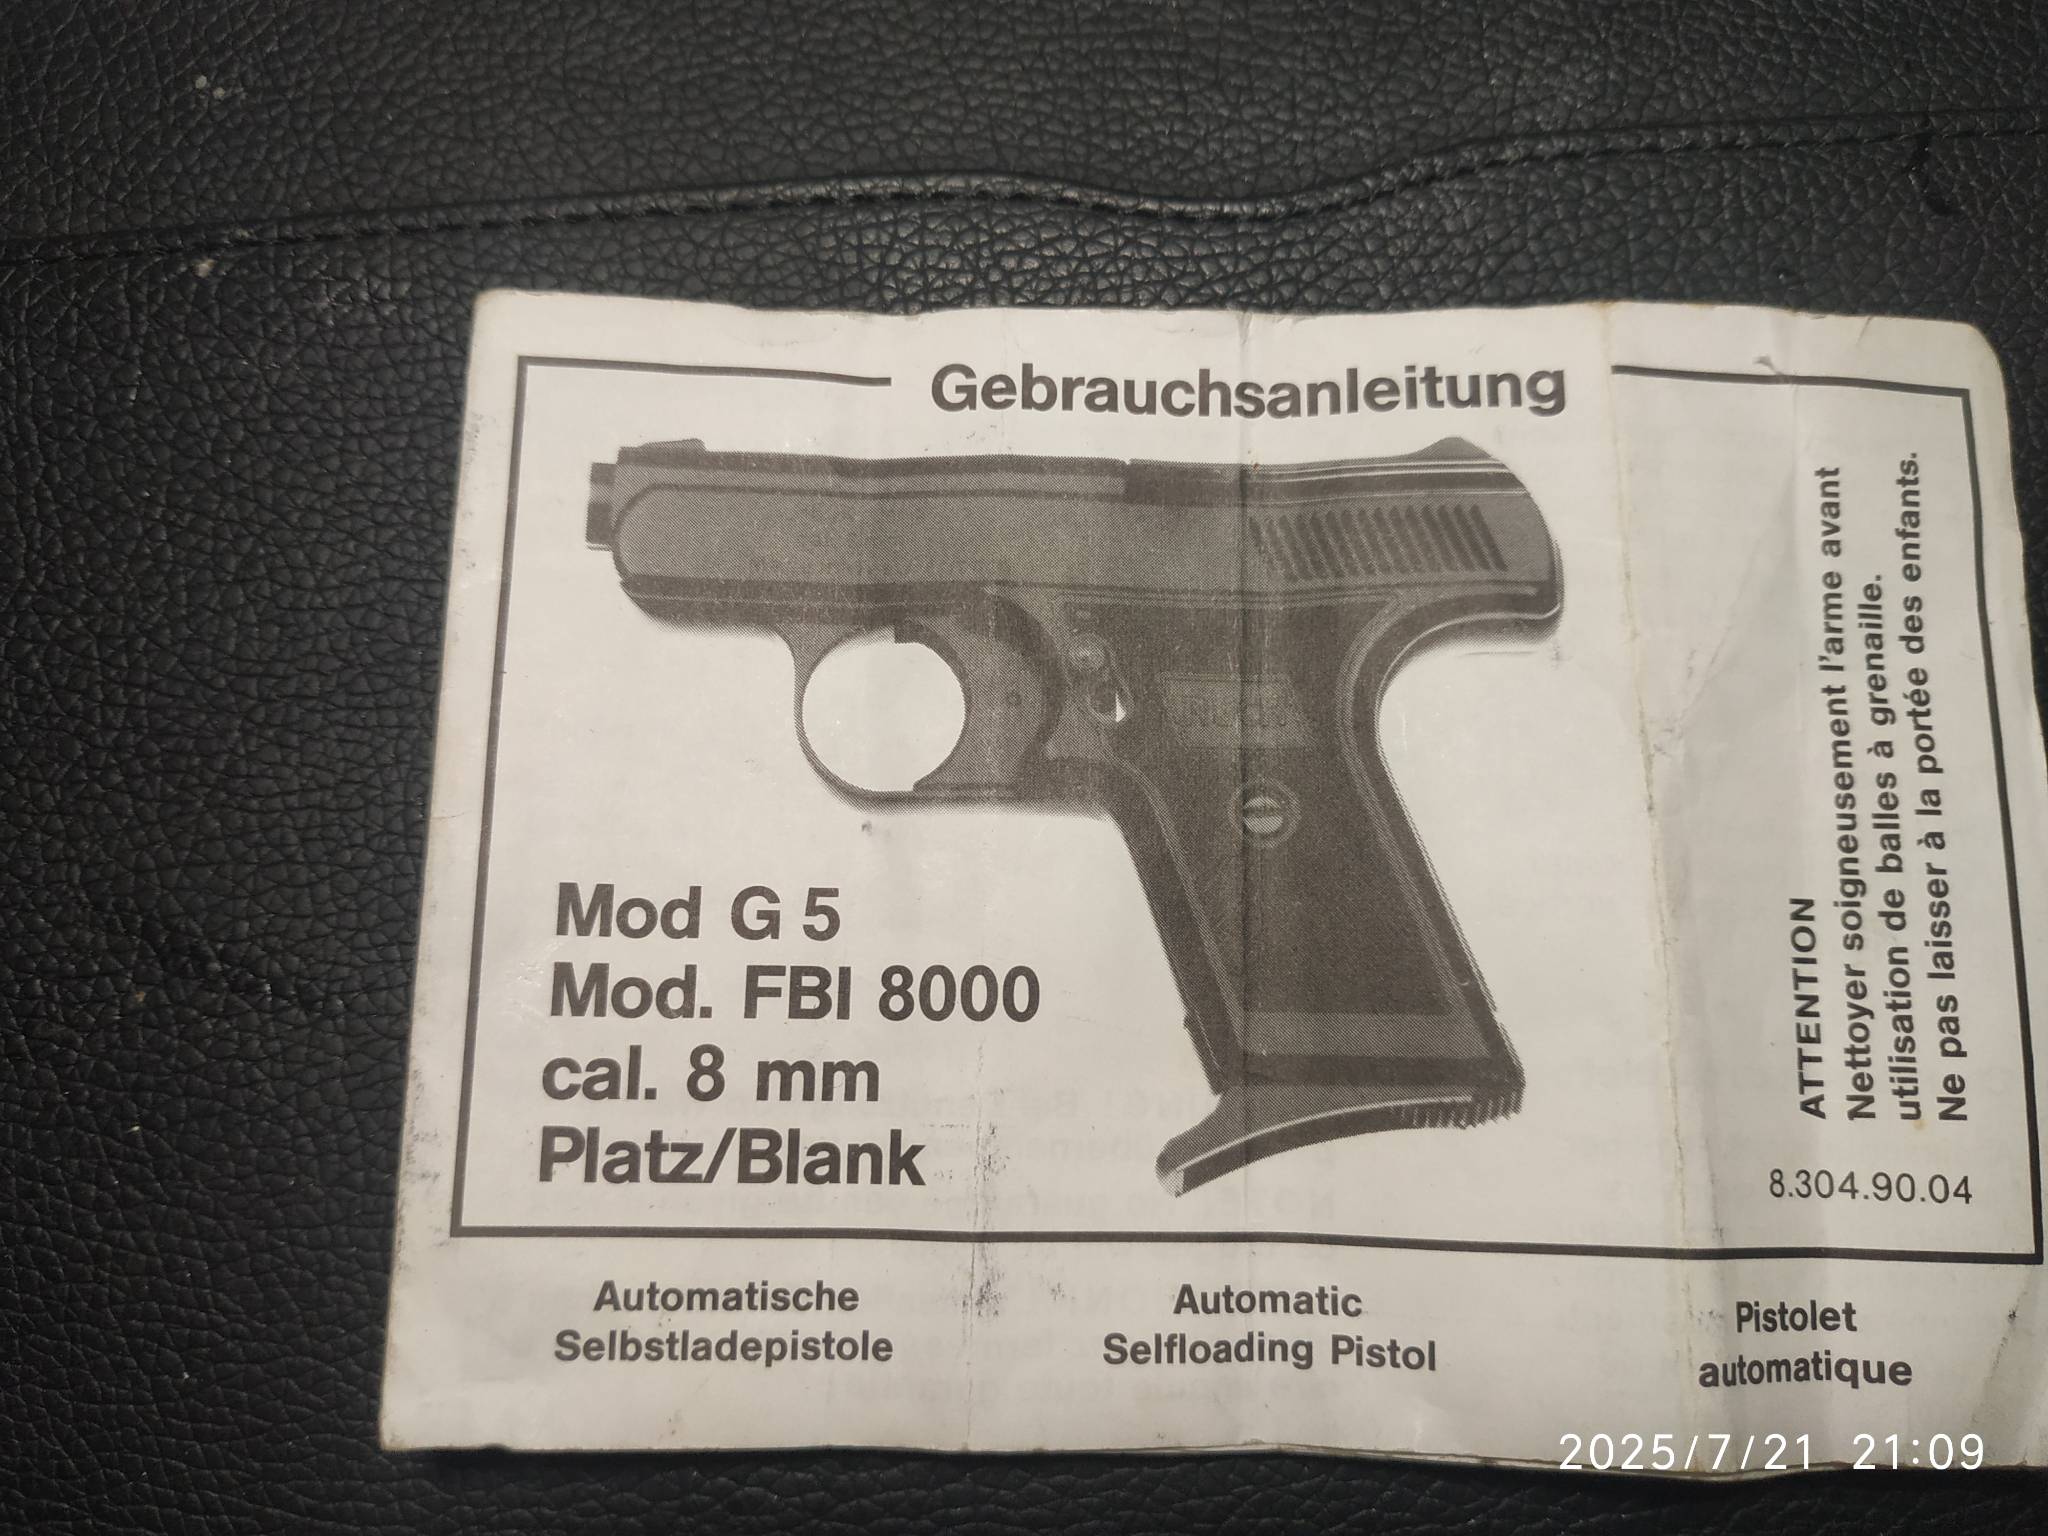 Gebrauchsanleitung
Mod G 5
Mod. FBI 8000
cal. 8 mm
Platz/Blank
ATTENTION
Nettoyer soigneusement l'arme avant
utilisation de balles à grenaille.
Ne pas laisser à la portée des enfants.
8.304.90.04
Automatische
Selbstladepistole
Automatic
Selfloading Pistol
Pistolet
automatique
2025/7/21 21:09